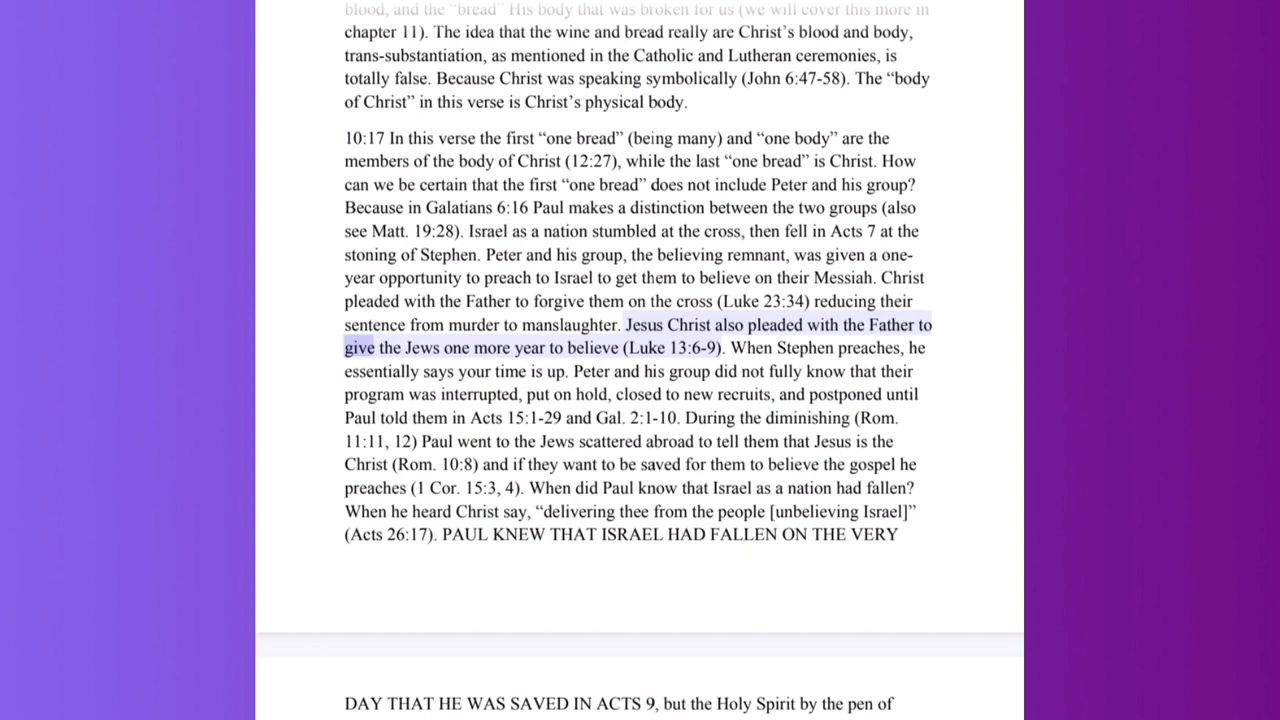 blood, and the “bread” His body that was broken for us (we will cover this more in
chapter 11). The idea that the wine and bread really are Christ’s blood and body,
trans-substantiation, as mentioned in the Catholic and Lutheran ceremonies, is
totally false. Because Christ was speaking symbolically (John 6:47-58). The “body
of Christ” in this verse is Christ’s physical body.
10:17 In this verse the first “one bread” (being many) and “one body” are the
members of the body of Christ (12:27), while the last “one bread” is Christ. How
can we be certain that the first “one bread” does not include Peter and his group?
Because in Galatians 6:16 Paul makes a distinction between the two groups (also
see Matt. 19:28). Israel as a nation stumbled at the cross, then fell in Acts 7 at the
stoning of Stephen. Peter and his group, the believing remnant, was given a one-
year opportunity to preach to Israel to get them to believe on their Messiah. Christ
pleaded with the Father to forgive them on the cross (Luke 23:34) reducing their
sentence from murder to manslaughter. Jesus Christ also pleaded with the Father to
give the Jews one more year to believe (Luke 13:6-9). When Stephen preaches, he
essentially says your time is up. Peter and his group did not fully know that their
program was interrupted, put on hold, closed to new recruits, and postponed until
Paul told them in Acts 15:1-29 and Gal. 2:1-10. During the diminishing (Rom.
11:11, 12) Paul went to the Jews scattered abroad to tell them that Jesus is the
Christ (Rom. 10:8) and if they want to be saved for them to believe the gospel he
preaches (1 Cor. 15:3, 4). When did Paul know that Israel as a nation had fallen?
When he heard Christ say, “delivering thee from the people [unbelieving Israel]”
(Acts 26:17). PAUL KNEW THAT ISRAEL HAD FALLEN ON THE VERY
DAY THAT HE WAS SAVED IN ACTS 9, but the Holy Spirit by the pen of